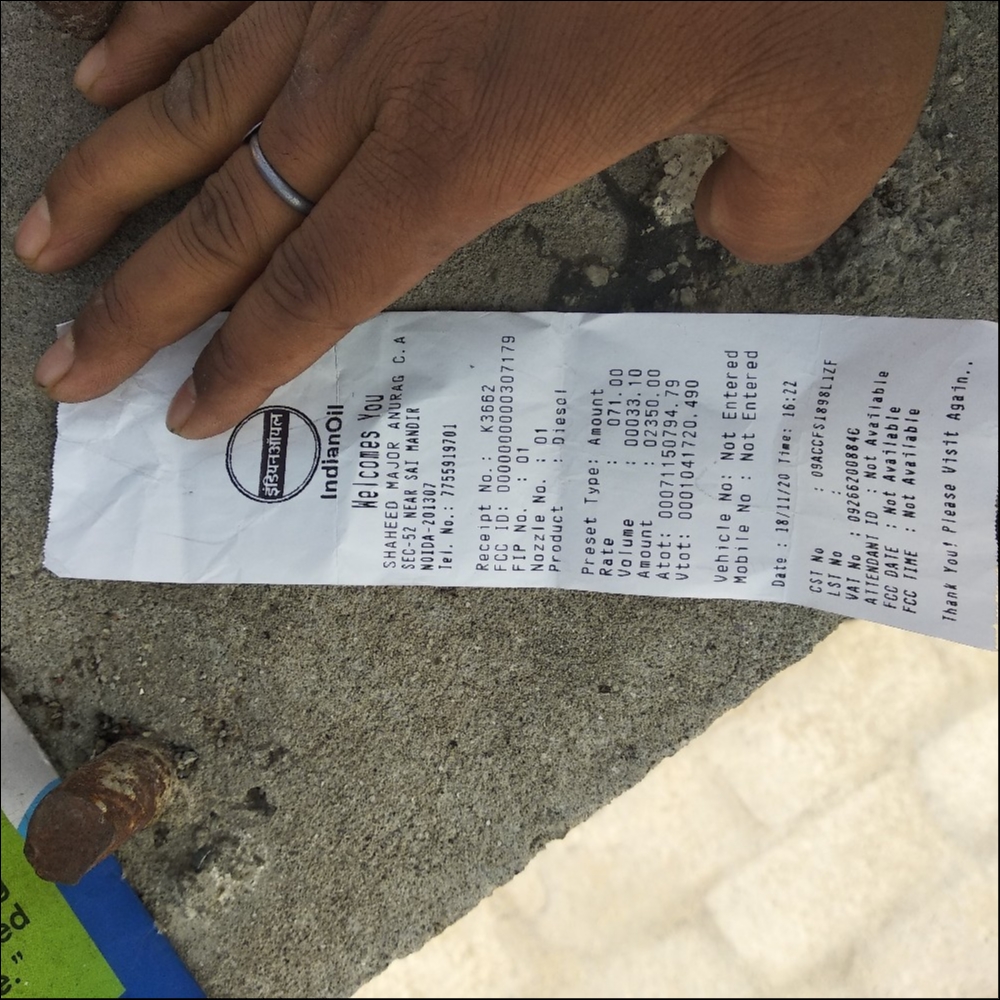 इंडियनऑयल
IndianOil
Welcomes You
SHAHEED MAJOR ANURAG C.A
SEC-52 NEAR SAI MANDIR
NOIDA-201307
Tel. No.: 7755919701
Receipt No.: K3662
FCC ID: D00000000000307179
FIP No. : 01
Nozzle No. : 01
Product : Diesel
Preset Type: Amount
Rate : 071.00
Volume : 00033.10
Amount : 02350.00
Atot: 00071150794.79
Vtot: 0001041720.490
Vehicle No: Not Entered
Mobile No : Not Entered
Date : 18/11/20 Time: 16:22
CST No :
LST No : 09ACCFS1898L1ZF
VAT No : 09266200884C
ATTENDANT ID : Not Available
FCC DATE : Not Available
FCC TIME : Not Available
Thank You! Please Visit Again..
ed
e."